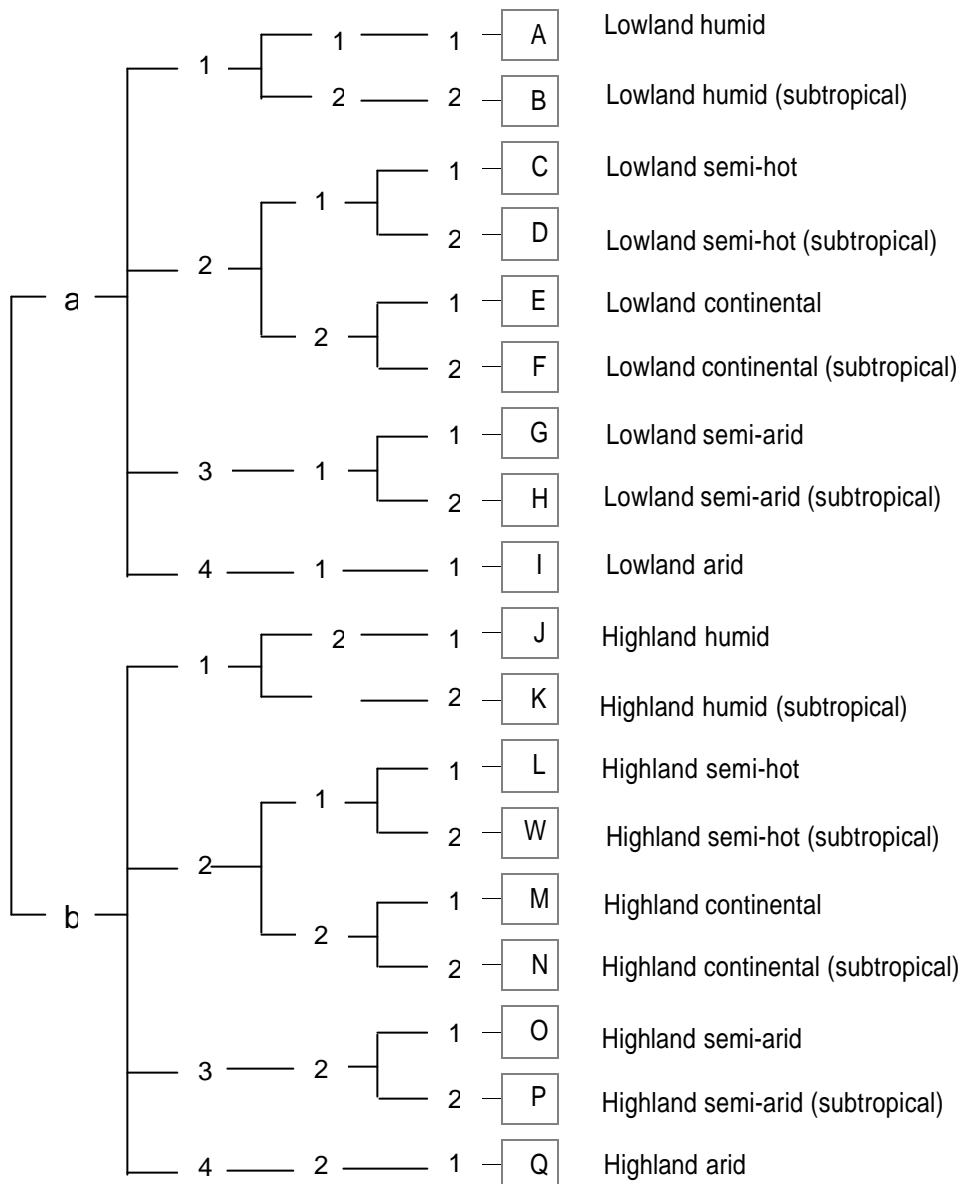 1 1 A Lowland humid
1
2 2 B Lowland humid (subtropical)
1 C Lowland semi-hot
1
2 D Lowland semi-hot (subtropical)
2
a 1 E Lowland continental
2
2 F Lowland continental (subtropical)
1 G Lowland semi-arid
3 1
2 H Lowland semi-arid (subtropical)
4 1 1 I Lowland arid
2 1 J Highland humid
1
2 K Highland humid (subtropical)
1 L Highland semi-hot
1
2 W Highland semi-hot (subtropical)
2
1 M Highland continental
b 2
2 N Highland continental (subtropical)
1 O Highland semi-arid
3 2
2 P Highland semi-arid (subtropical)
4 2 1 Q Highland arid